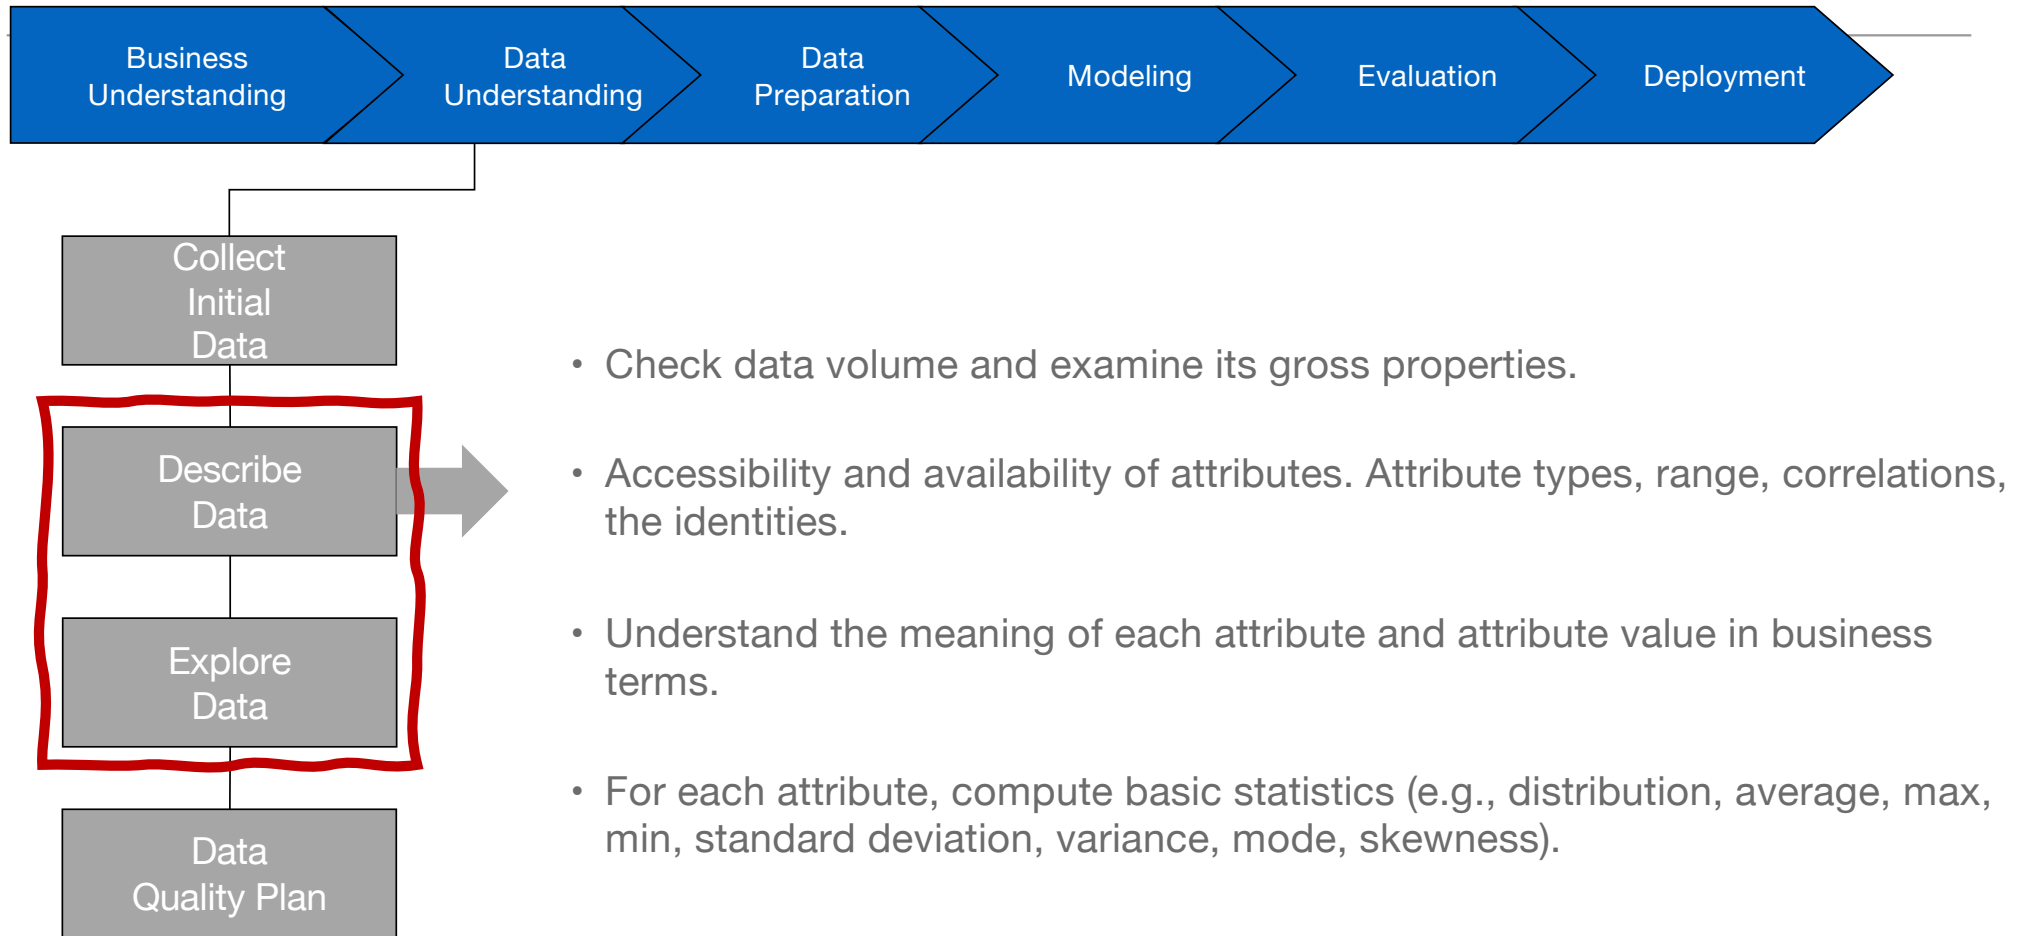 Business
Understanding
Data
Understanding
Data
Preparation
Modeling
Evaluation
Deployment
Collect
Initial
Data
Describe
Data
Explore
Data
Data
Quality Plan
• Check data volume and examine its gross properties.
• Accessibility and availability of attributes. Attribute types, range, correlations,
the identities.
• Understand the meaning of each attribute and attribute value in business
terms.
• For each attribute, compute basic statistics (e.g., distribution, average, max,
min, standard deviation, variance, mode, skewness).